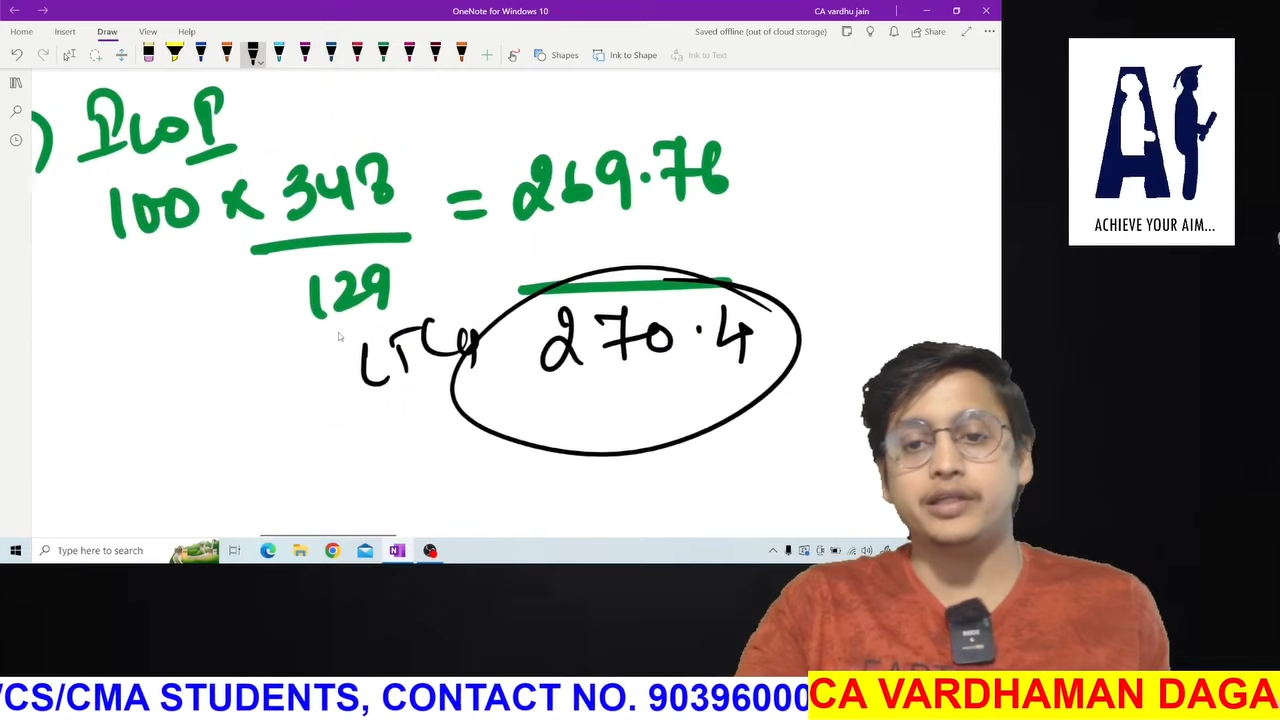 OneNote for Windows 10
CA vardhu jain
Home Insert Draw View Help
Saved offline (out of cloud storage)
Share
Shapes
Ink to Shape
Ink to Text
) ICOP
100 × 348 = 269.76
129
LTCG 270.4
Type here to search
A
ACHIEVE YOUR AIM...
RODE
/CS/CMA STUDENTS, CONTACT NO. 90396000
CA VARDHAMAN DAGA